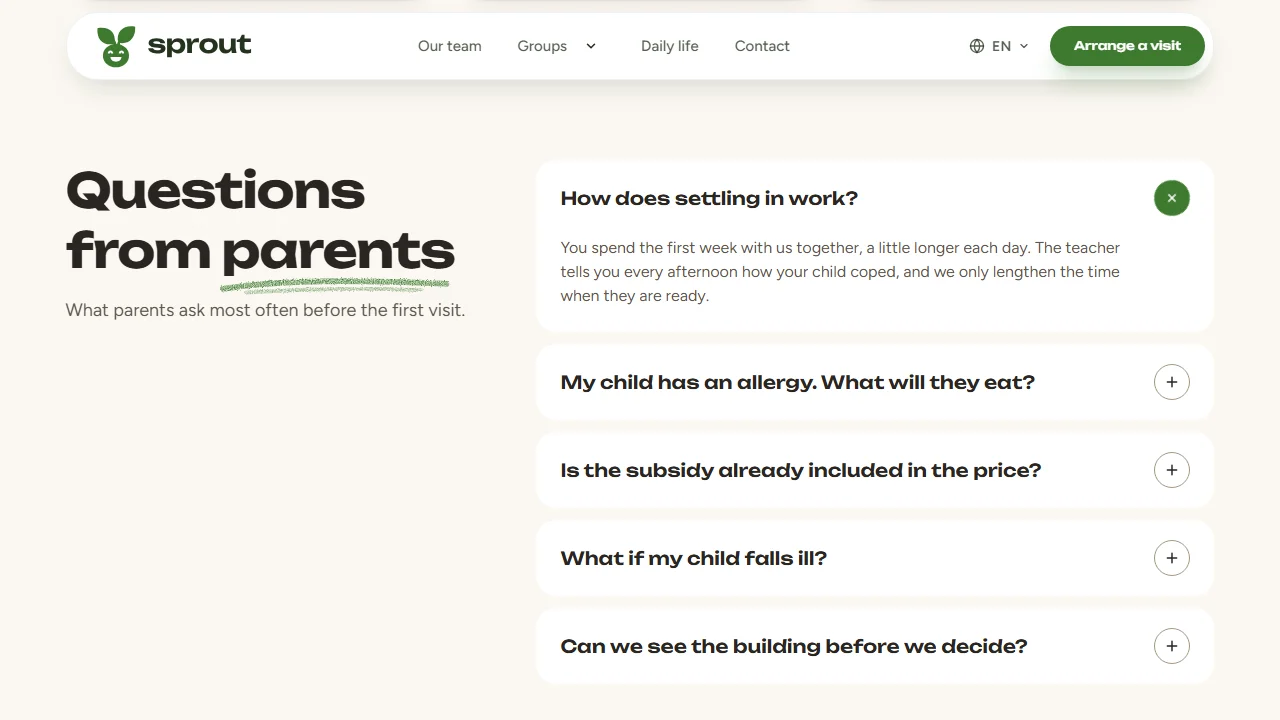 sprout
Our team
Groups
Daily life
Contact
EN
Arrange a visit
Questions
from parents
What parents ask most often before the first visit.
How does settling in work?
You spend the first week with us together, a little longer each day. The teacher
tells you every afternoon how your child coped, and we only lengthen the time
when they are ready.
My child has an allergy. What will they eat?
Is the subsidy already included in the price?
What if my child falls ill?
Can we see the building before we decide?